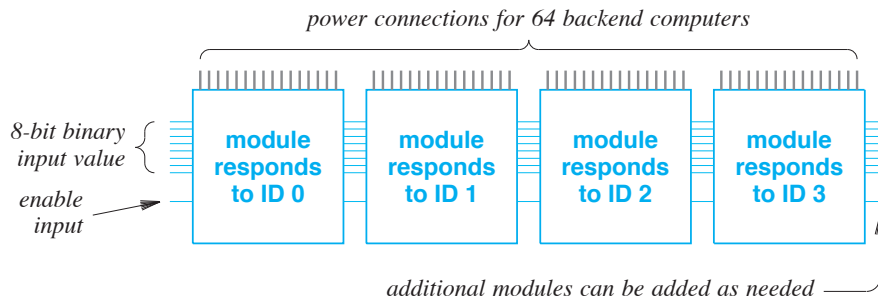 power connections for 64 backend computers
8-bit binary
input value
enable
input
module
responds
to ID 0
module
responds
to ID 1
module
responds
to ID 2
module
responds
to ID 3
additional modules can be added as needed